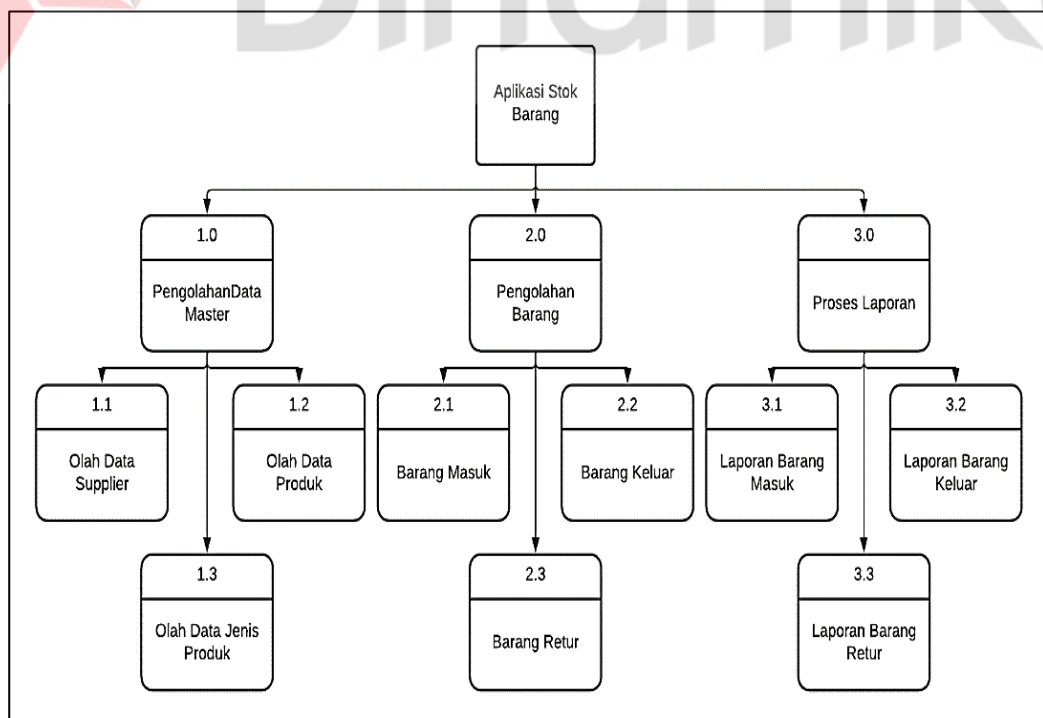 Dinamika
Aplikasi Stok
Barang
1.0
PengolahanData
Master
2.0
Pengolahan
Barang
3.0
Proses Laporan
1.1
Olah Data
Supplier
1.2
Olah Data
Produk
2.1
Barang Masuk
2.2
Barang Keluar
3.1
Laporan Barang
Masuk
3.2
Laporan Barang
Keluar
1.3
Olah Data Jenis
Produk
2.3
Barang Retur
3.3
Laporan Barang
Retur